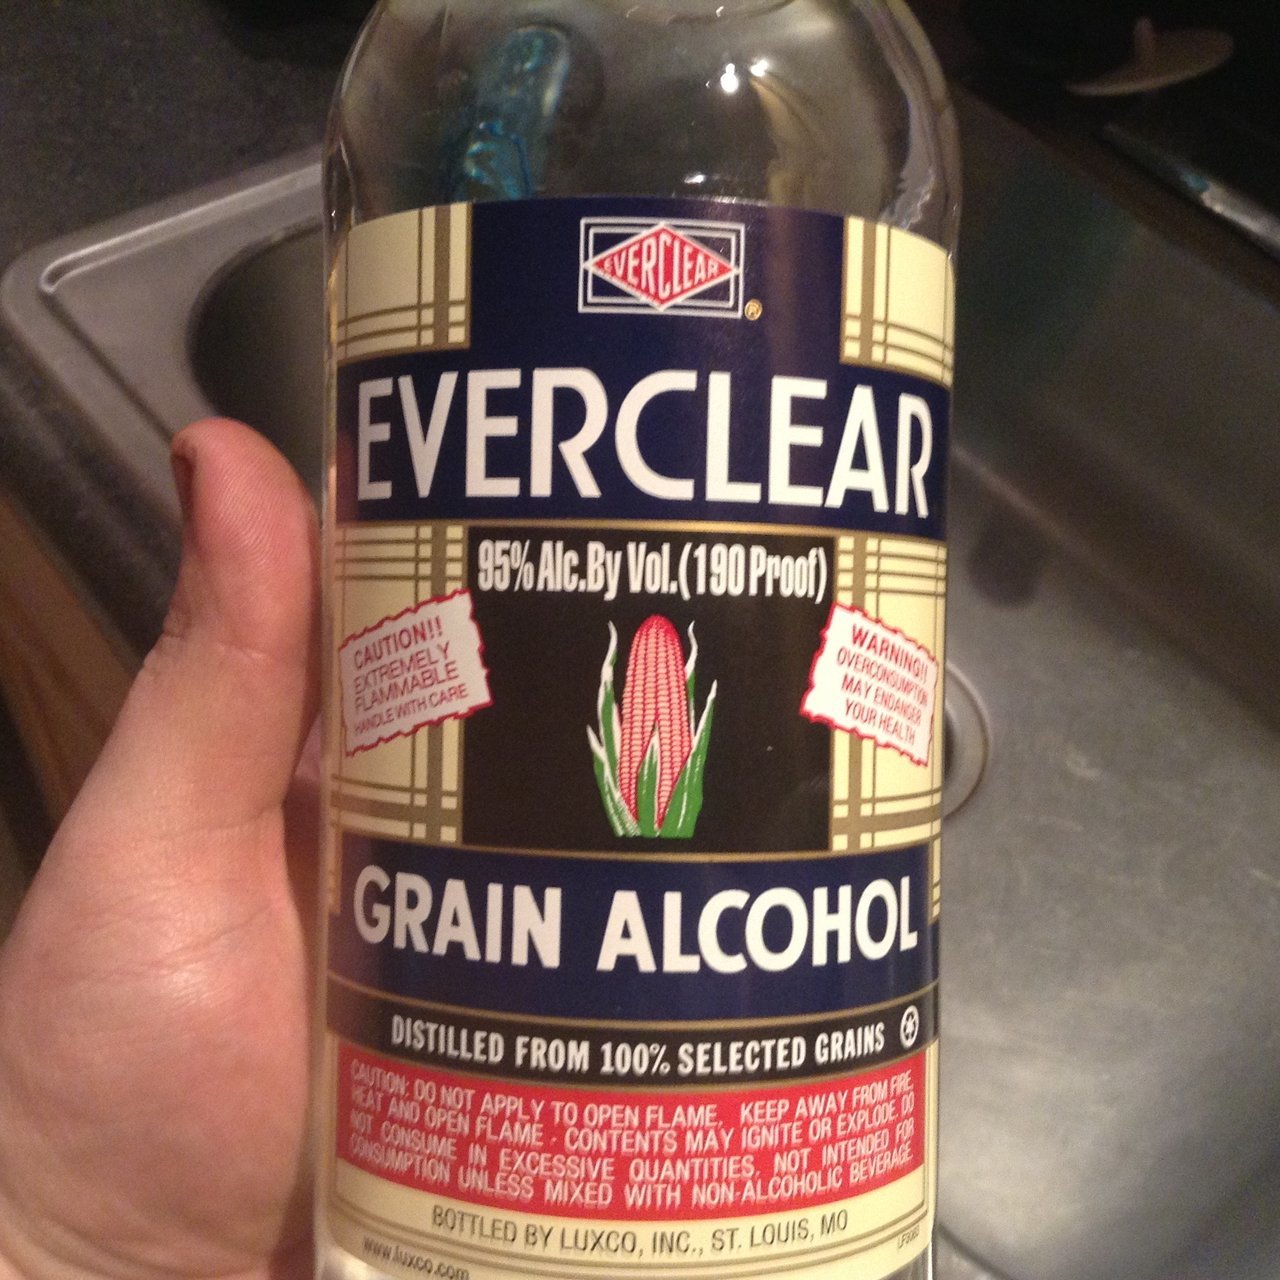 EVERCLEAR
®
EVERCLEAR
95% Alc.By Vol.(190 Proof)
CAUTION!!
EXTREMELY
FLAMMABLE
HANDLE WITH CARE
WARNING!!
OVERCONSUMPTION
MAY ENDANGER
YOUR HEALTH
GRAIN ALCOHOL
DISTILLED FROM 100% SELECTED GRAINS
CAUTION: DO NOT APPLY TO OPEN FLAME, KEEP AWAY FROM FIRE,
HEAT AND OPEN FLAME - CONTENTS MAY IGNITE OR EXPLODE. DO
NOT CONSUME IN EXCESSIVE QUANTITIES, NOT INTENDED FOR
CONSUMPTION UNLESS MIXED WITH NON-ALCOHOLIC BEVERAGE.
BOTTLED BY LUXCO, INC., ST. LOUIS, MO
www.luxco.com